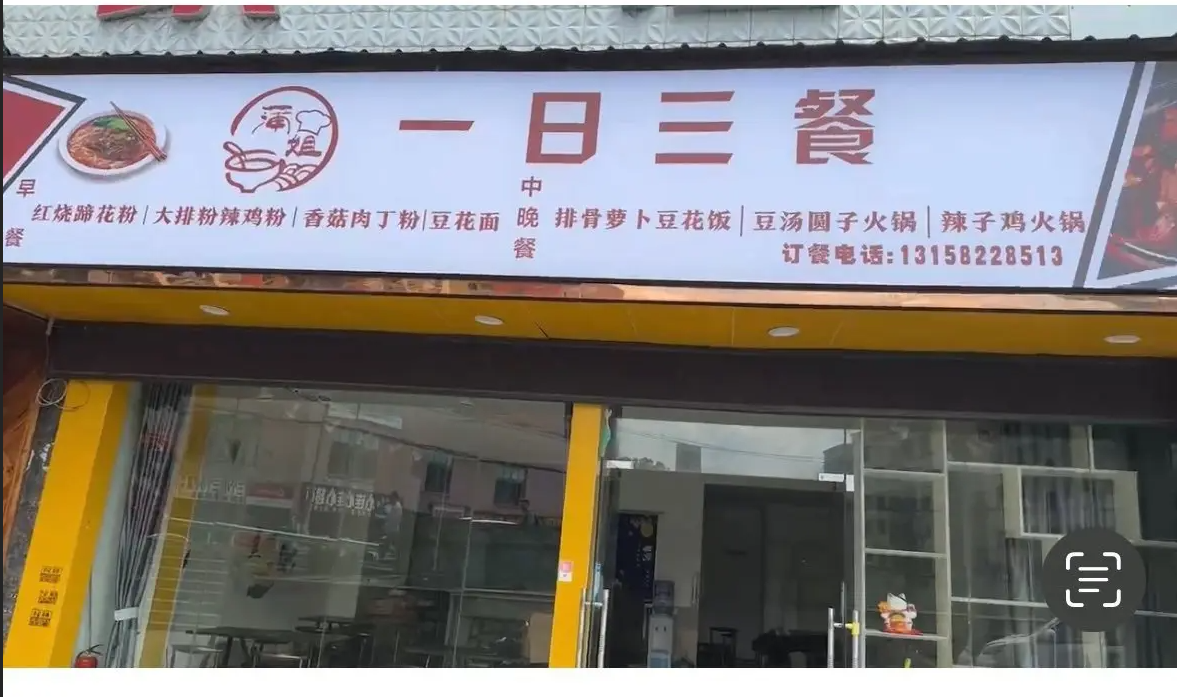 蒲姐
一日三餐
早餐
红烧蹄花粉|大排粉辣鸡粉|香菇肉丁粉|豆花面
中晚餐
排骨萝卜豆花饭|豆汤圆子火锅|辣子鸡火锅
订餐电话:13158228513